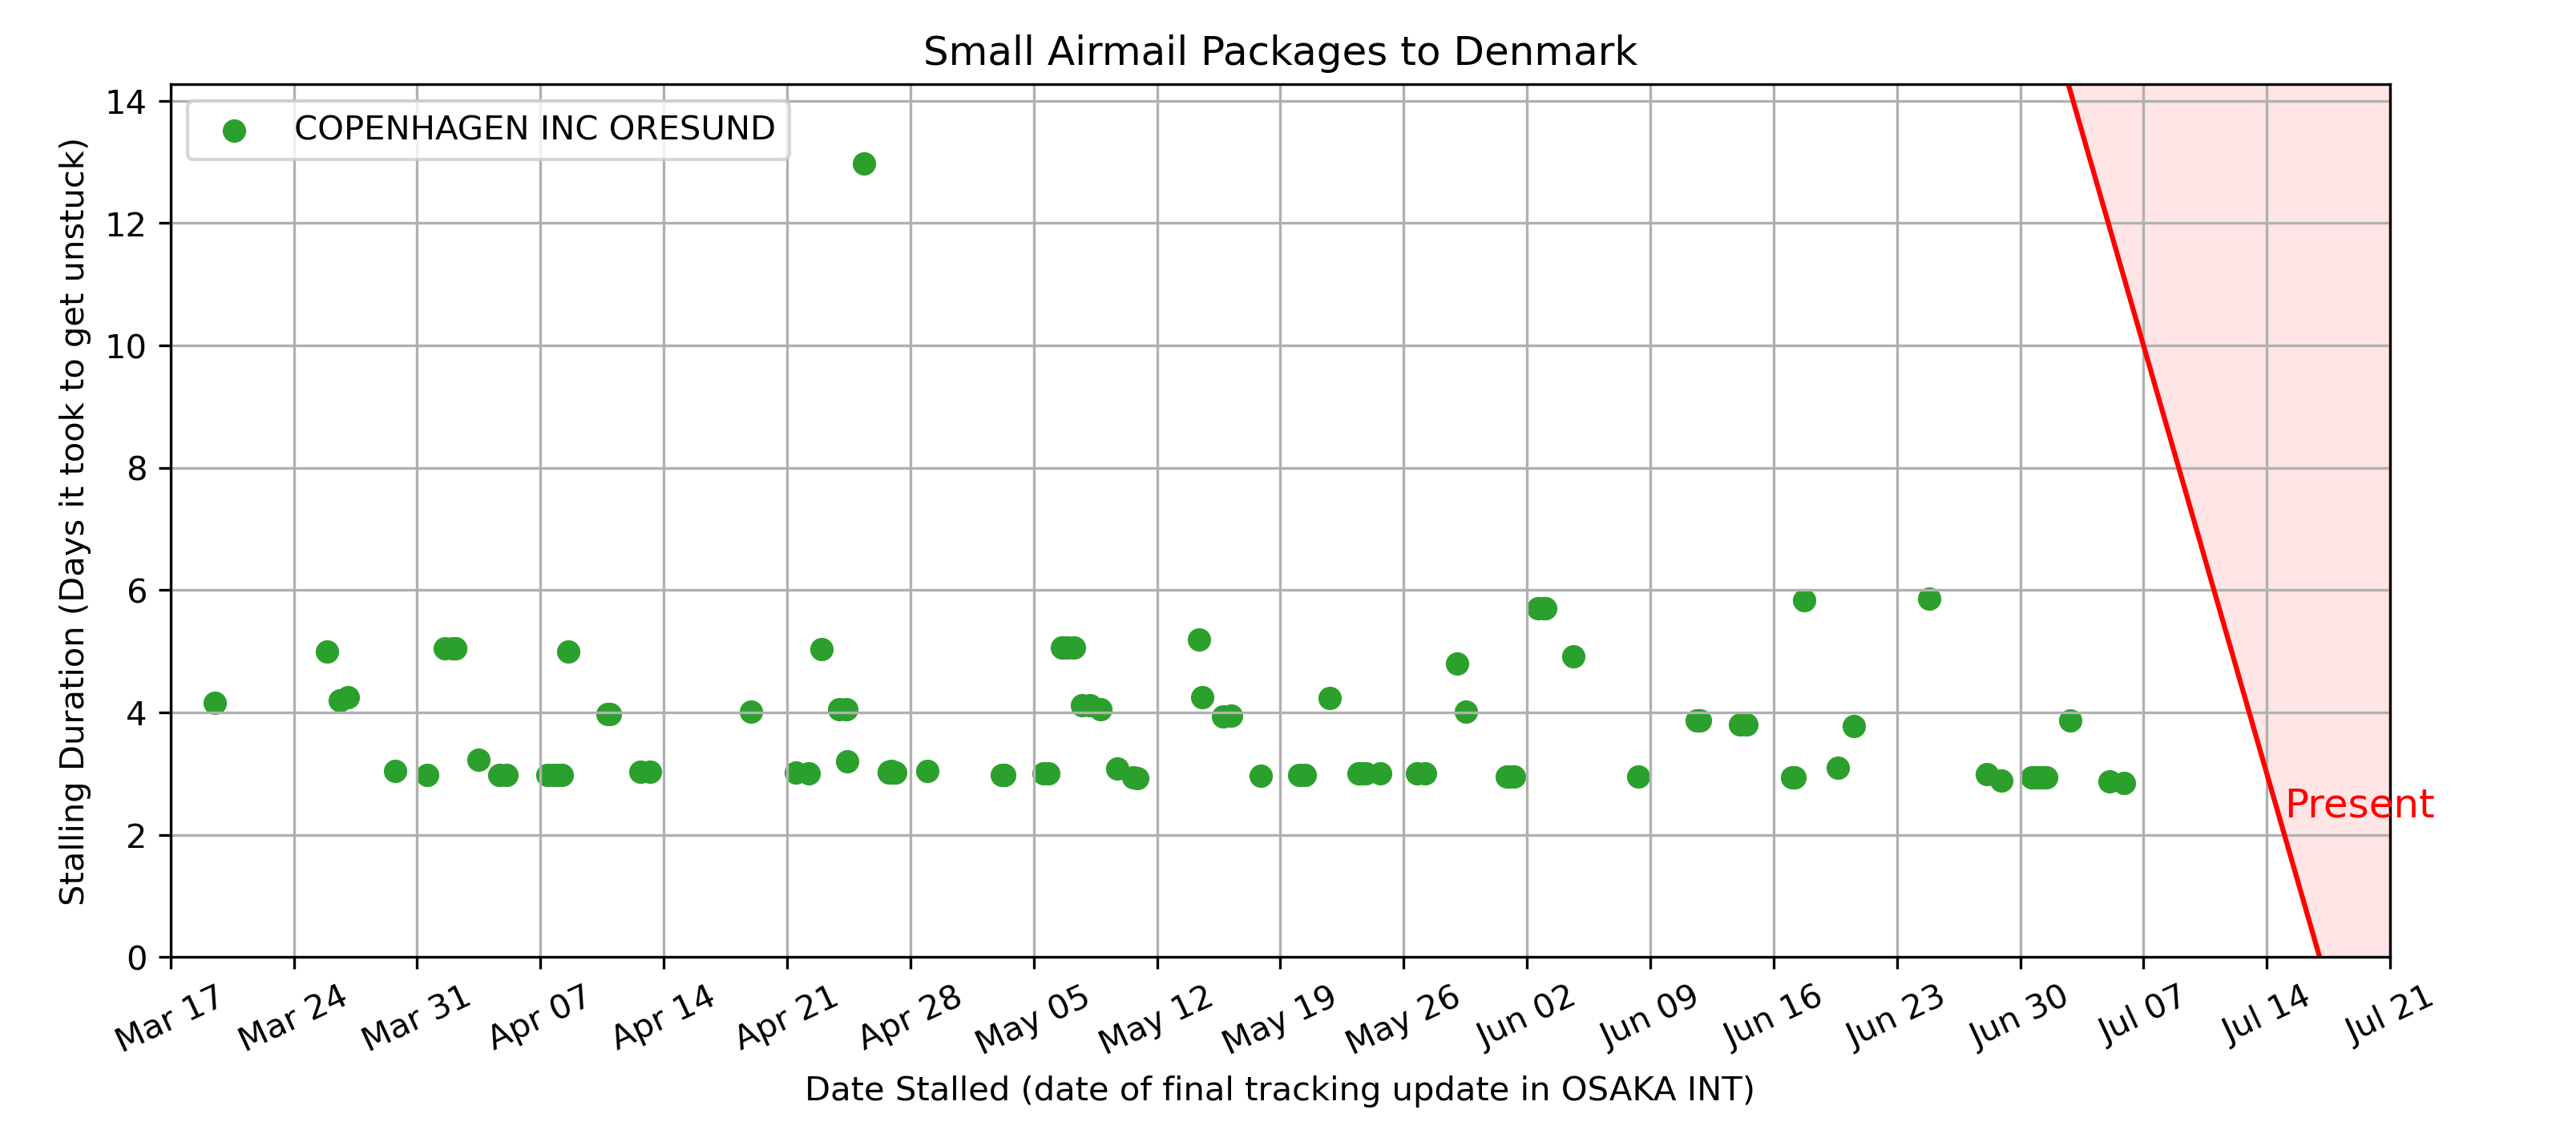 Small Airmail Packages to Denmark
COPENHAGEN INC ORESUND
Stalling Duration (Days it took to get unstuck)
14
12
10
8
6
4
2
0
Present
Mar 17
Mar 24
Mar 31
Apr 07
Apr 14
Apr 21
Apr 28
May 05
May 12
May 19
May 26
Jun 02
Jun 09
Jun 16
Jun 23
Jun 30
Jul 07
Jul 14
Jul 21
Date Stalled (date of final tracking update in OSAKA INT)